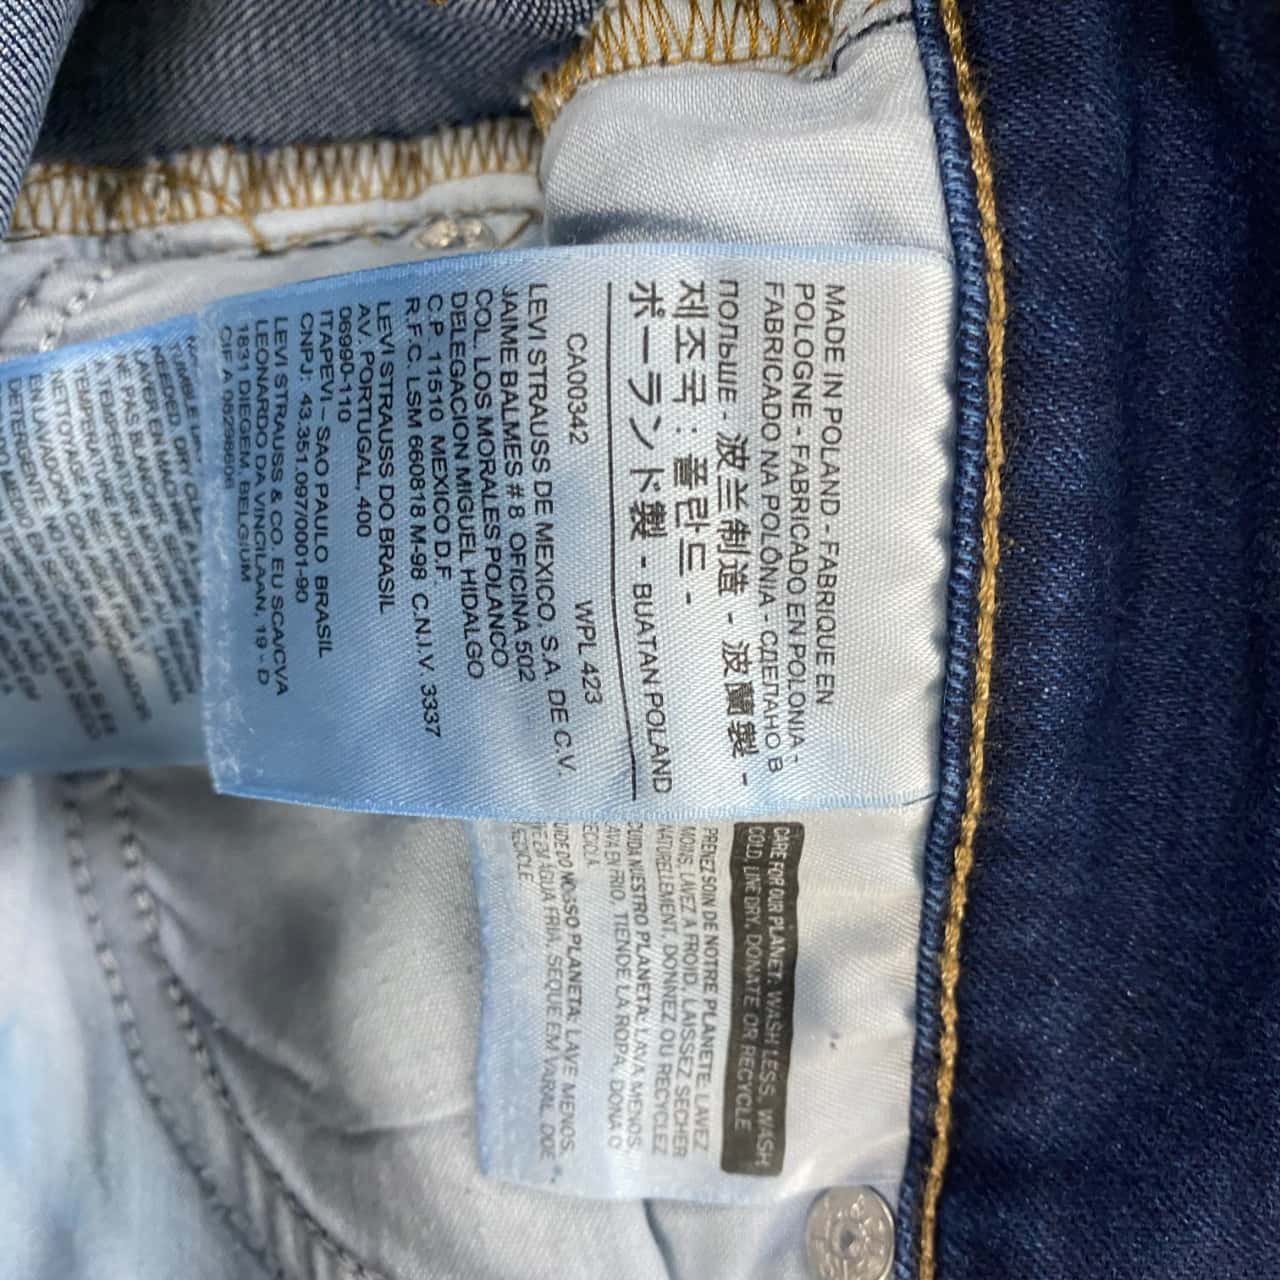 MADE IN POLAND - FABRIQUE EN
POLOGNE - FABRICADO EN POLONIA -
FABRICADO NA POLÔNIA - СДЕЛАНО В
ПОЛЬШЕ - 波兰制造 - 波蘭製 -
제조국 : 폴란드 -
ポーランド製 - BUATAN POLAND
CA00342 WPL 423
LEVI STRAUSS DE MEXICO, S.A. DE C.V.
JAIME BALMES # 8 OFICINA 502
COL. LOS MORALES POLANCO
DELEGACION MIGUEL HIDALGO
C.P. 11510 MEXICO D.F.
R.F.C. LSM 660818 M-98 C.N.I.V. 3337
LEVI STRAUSS DO BRASIL
AV. PORTUGAL, 400
06990-110
ITAPEVI – SAO PAULO BRASIL
CNPJ: 43.351.097/0001-90
LEVI STRAUSS & CO. EU SCA/CVA
LEONARDO DA VINCILAAN, 19 - D
1831 DIEGEM BELGIUM
CIF A
CARE FOR OUR PLANET: WASH LESS, WASH
COLD, LINE DRY, DONATE OR RECYCLE
PRENEZ SOIN DE NOTRE PLANETE. LAVEZ
MOINS, LAVEZ A FROID, LAISSEZ SECHER
NATURELLEMENT, DONNEZ OU RECYCLEZ
CUIDA NUESTRO PLANETA: LAVA MENOS,
LAVA EN FRIO, TIENDE LA ROPA, DONA O
RECICLA.
CUIDE DO NOSSO PLANETA: LAVE MENOS,
LAVE EM ÁGUA FRIA, SEQUE EM VARAL, DOE
RECICLE.